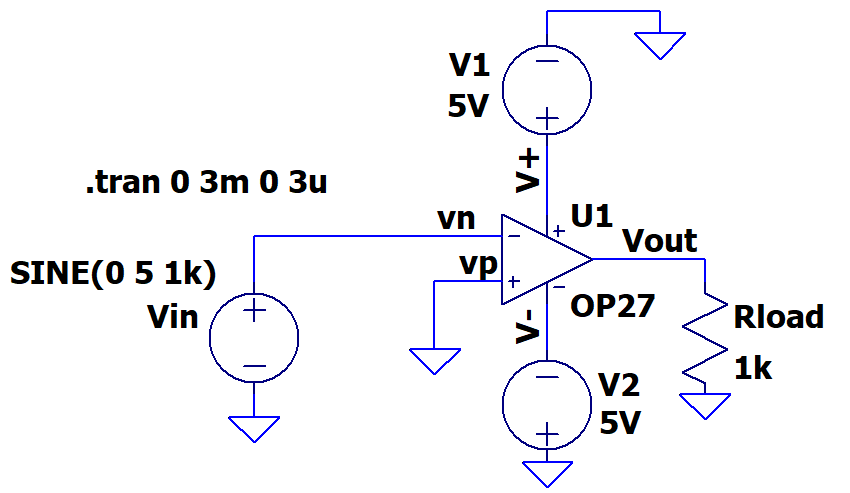 V1
5V
V+
.tran 0 3m 0 3u
vn
U1
Vout
vp
SINE(0 5 1k)
Vin
OP27
V-
Rload
1k
V2
5V